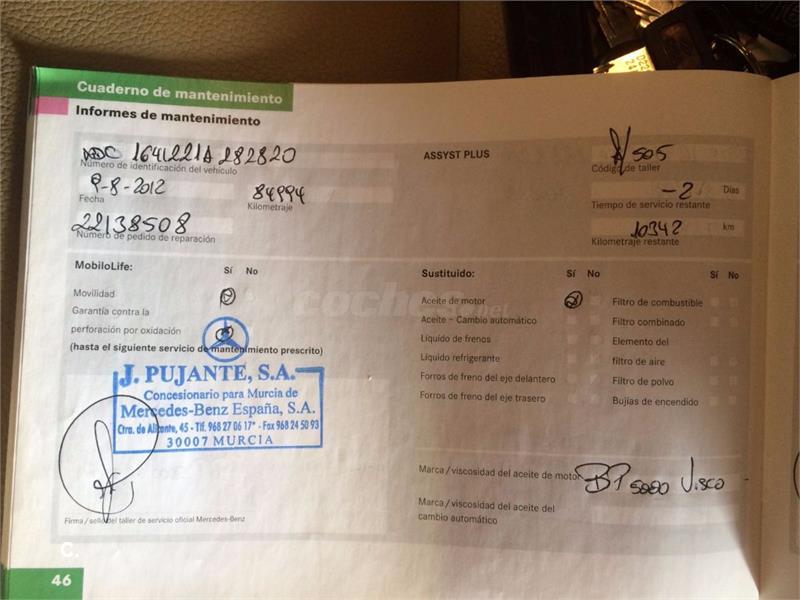 Cuaderno de mantenimiento
Informes de mantenimiento
WDC 1641221A 282820
Número de identificación del vehículo
9-8-2012
84994
Fecha
Kilometraje
22138508
Número de pedido de reparación
ASSYST PLUS
505
Código de taller
-2 Días
Tiempo de servicio restante
10342 km
Kilometraje restante
MobiloLife: Sí No
Movilidad
Garantía contra la
perforación por oxidación
(hasta el siguiente servicio de mantenimiento prescrito)
J. PUJANTE, S.A.
Concesionario para Murcia de
Mercedes-Benz España, S.A.
Ctra. de Alicante, 45 - Tlf. 968 27 06 17* - Fax 968 24 50 93
30007 MURCIA
Firma/sello del taller de servicio oficial Mercedes-Benz
Sustituido: Sí No
Aceite de motor
Aceite - Cambio automático
Líquido de frenos
Líquido refrigerante
Forros de freno del eje delantero
Forros de freno del eje trasero
Sí No
Filtro de combustible
Filtro combinado
Elemento del
filtro de aire
Filtro de polvo
Bujías de encendido
Marca/viscosidad del aceite de motor BP 5000 Visco
Marca/viscosidad del aceite del
cambio automático
coches.net
C.
46